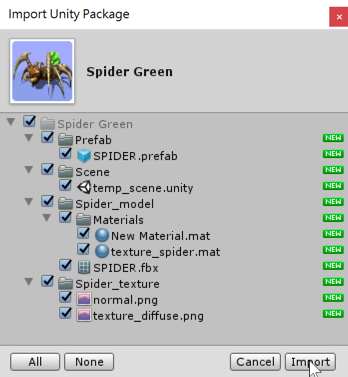 Import Unity Package
Spider Green
Spider Green
Prefab NEW
SPIDER.prefab NEW
Scene NEW
temp_scene.unity NEW
Spider_model NEW
Materials NEW
New Material.mat NEW
texture_spider.mat NEW
SPIDER.fbx NEW
Spider_texture NEW
normal.png NEW
texture_diffuse.png NEW
All None Cancel Import